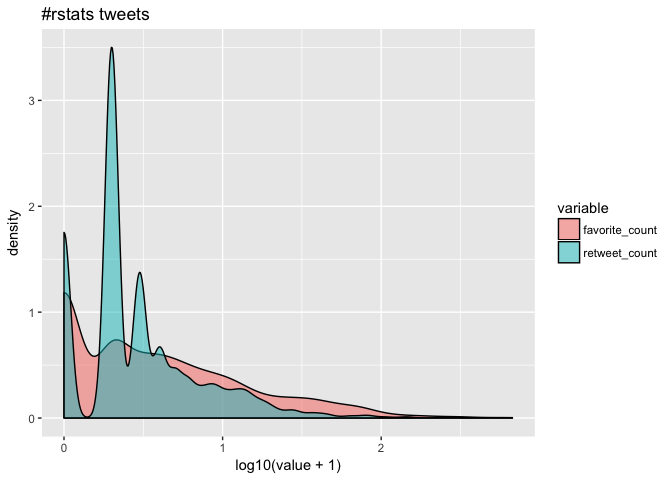 #rstats tweets
3
2
1
0
density
0 1 2
log10(value + 1)
variable
favorite_count
retweet_count